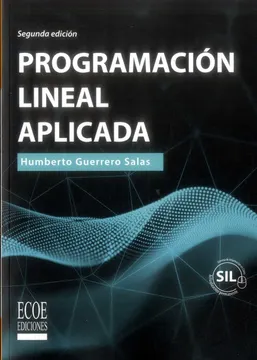 Segunda edición
PROGRAMACIÓN
LINEAL
APLICADA
Humberto Guerrero Salas
SIL
ECOE
EDICIONES